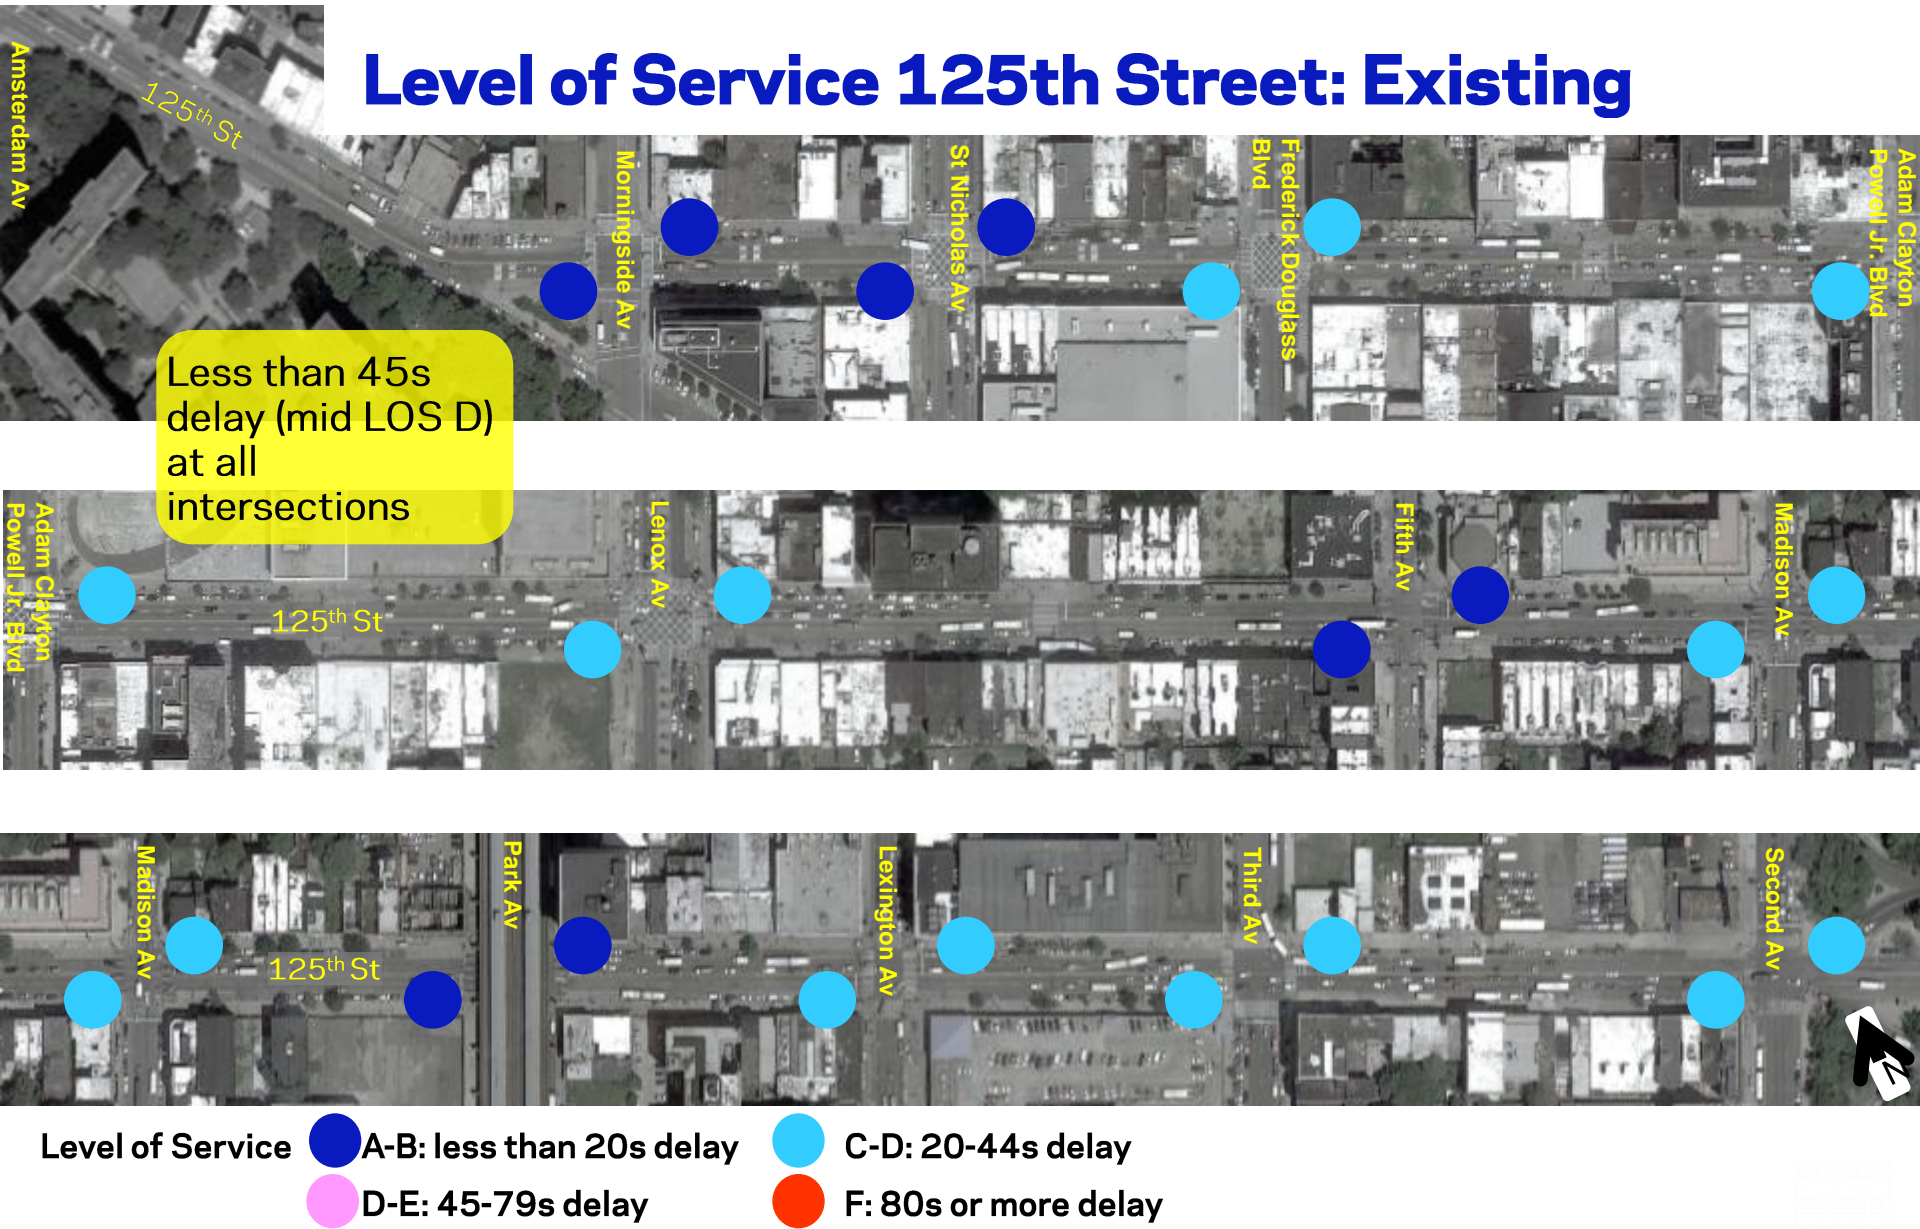 Level of Service 125th Street: Existing
Amsterdam Av
125th St
Morningside Av
St Nicholas Av
Frederick Douglass
Blvd
Adam Clayton
Powell Jr. Blvd
Less than 45s
delay (mid LOS D)
at all
intersections
Adam Clayton
Powell Jr. Blvd
125th St
Lenox Av
Fifth Av
Madison Av
Madison Av
125th St
Park Av
Lexington Av
Third Av
Second Av
N
Level of Service
A-B: less than 20s delay
C-D: 20-44s delay
D-E: 45-79s delay
F: 80s or more delay